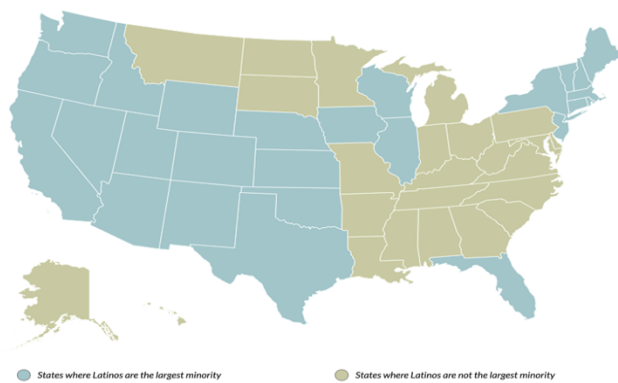 States where Latinos are the largest minority
States where Latinos are not the largest minority